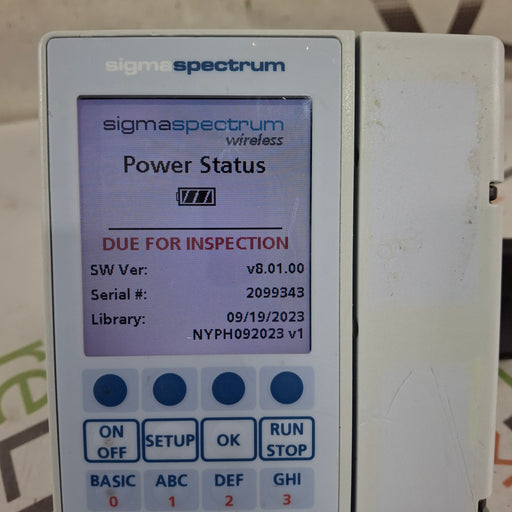 sigmaspectrum
sigmaspectrum
wireless
Power Status
DUE FOR INSPECTION
SW Ver: v8.01.00
Serial #: 2099343
Library: 09/19/2023
NYPH092023 v1
ON OFF SETUP OK RUN STOP
BASIC ABC DEF GHI
0 1 2 3